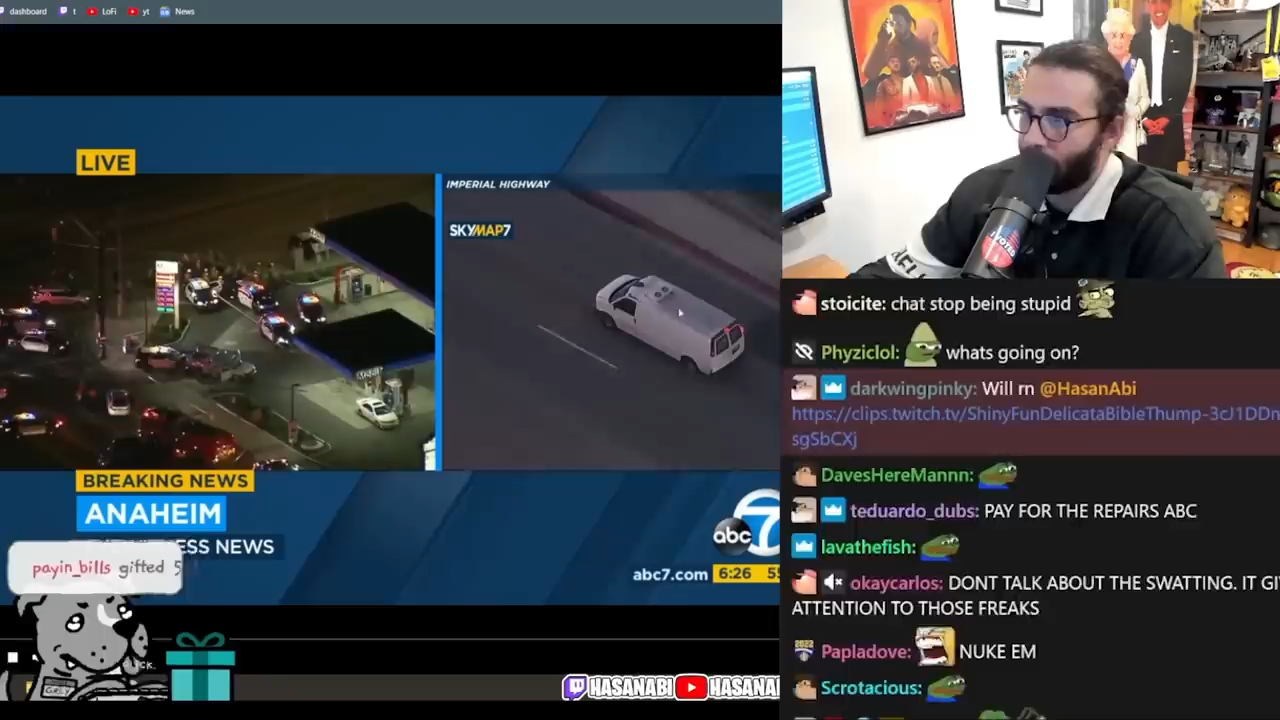 dashboard
t
LoFi
yt
News
LIVE
IMPERIAL HIGHWAY
SKYMAP7
BREAKING NEWS
ANAHEIM
ESS NEWS
abc 7
abc7.com 6:26 55
payin_bills gifted 5
HASANABI HASANA
I VOTED
stoicite: chat stop being stupid
Phyziclol: whats going on?
darkwingpinky: Will rn @HasanAbi
https://clips.twitch.tv/ShinyFunDelicataBibleThump-3cJ1DDn
sgSbCXj
DavesHereMannn:
teduardo_dubs: PAY FOR THE REPAIRS ABC
lavathefish:
okaycarlos: DONT TALK ABOUT THE SWATTING. IT GI
ATTENTION TO THOSE FREAKS
Papladove: NUKE EM
Scrotacious: